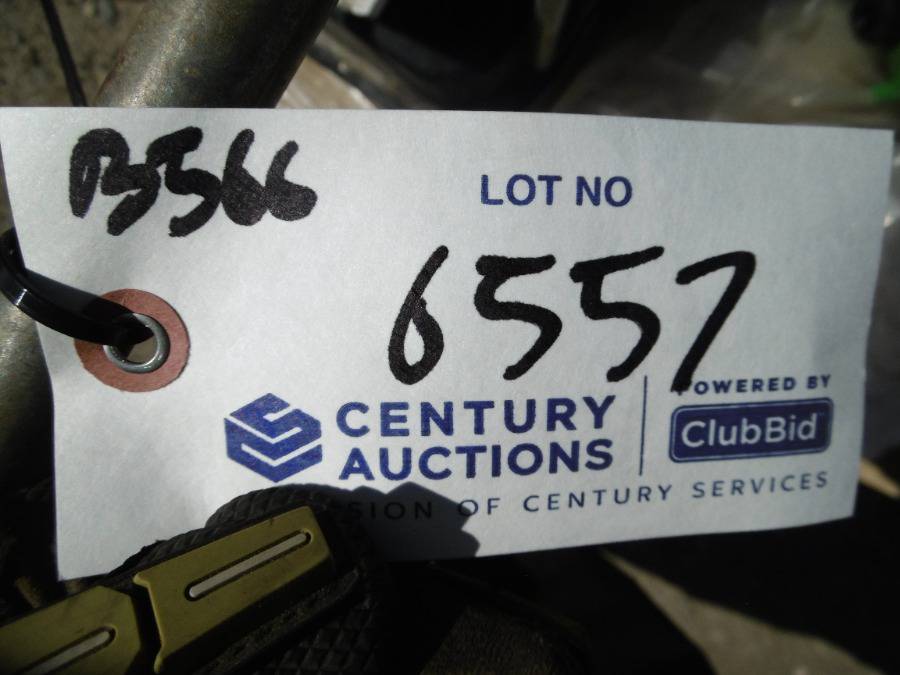 B566
LOT NO
6557
CENTURY
AUCTIONS
POWERED BY
ClubBid
OF CENTURY SERVICES